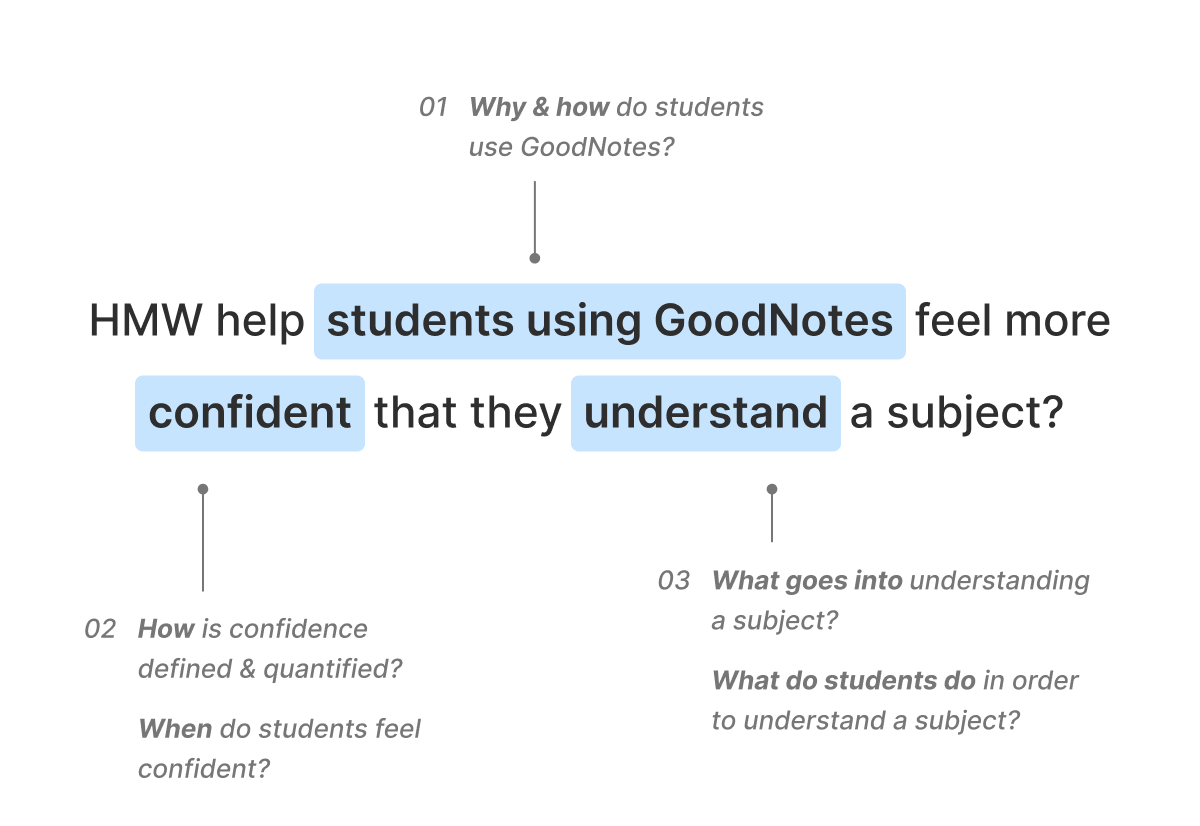 01 Why & how do students
use GoodNotes?
HMW help students using GoodNotes feel more
confident that they understand a subject?
02 How is confidence
defined & quantified?
When do students feel
confident?
03 What goes into understanding
a subject?
What do students do in order
to understand a subject?